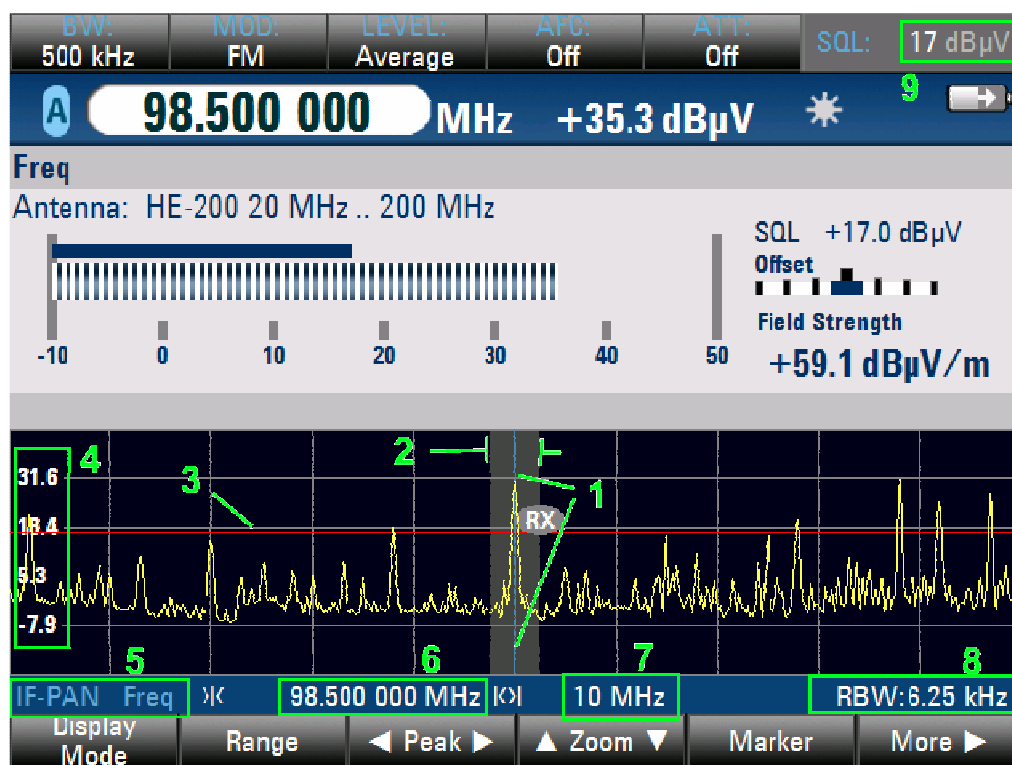 BW: MOD: LEVEL: AFC: ATT: SQL: 17 dBµV
500 kHz FM Average Off Off
9
A 98.500 000 MHz +35.3 dBµV
Freq
Antenna: HE-200 20 MHz .. 200 MHz
SQL +17.0 dBµV
Offset
Field Strength
-10 0 10 20 30 40 50
+59.1 dBµV/m
2
4
31.6
3
1
18.4
RX
5.3
-7.9
5 6 7 8
IF-PAN Freq 98.500 000 MHz 10 MHz RBW:6.25 kHz
Display Mode Range ◀ Peak ▶ ▲ Zoom ▼ Marker More ▶